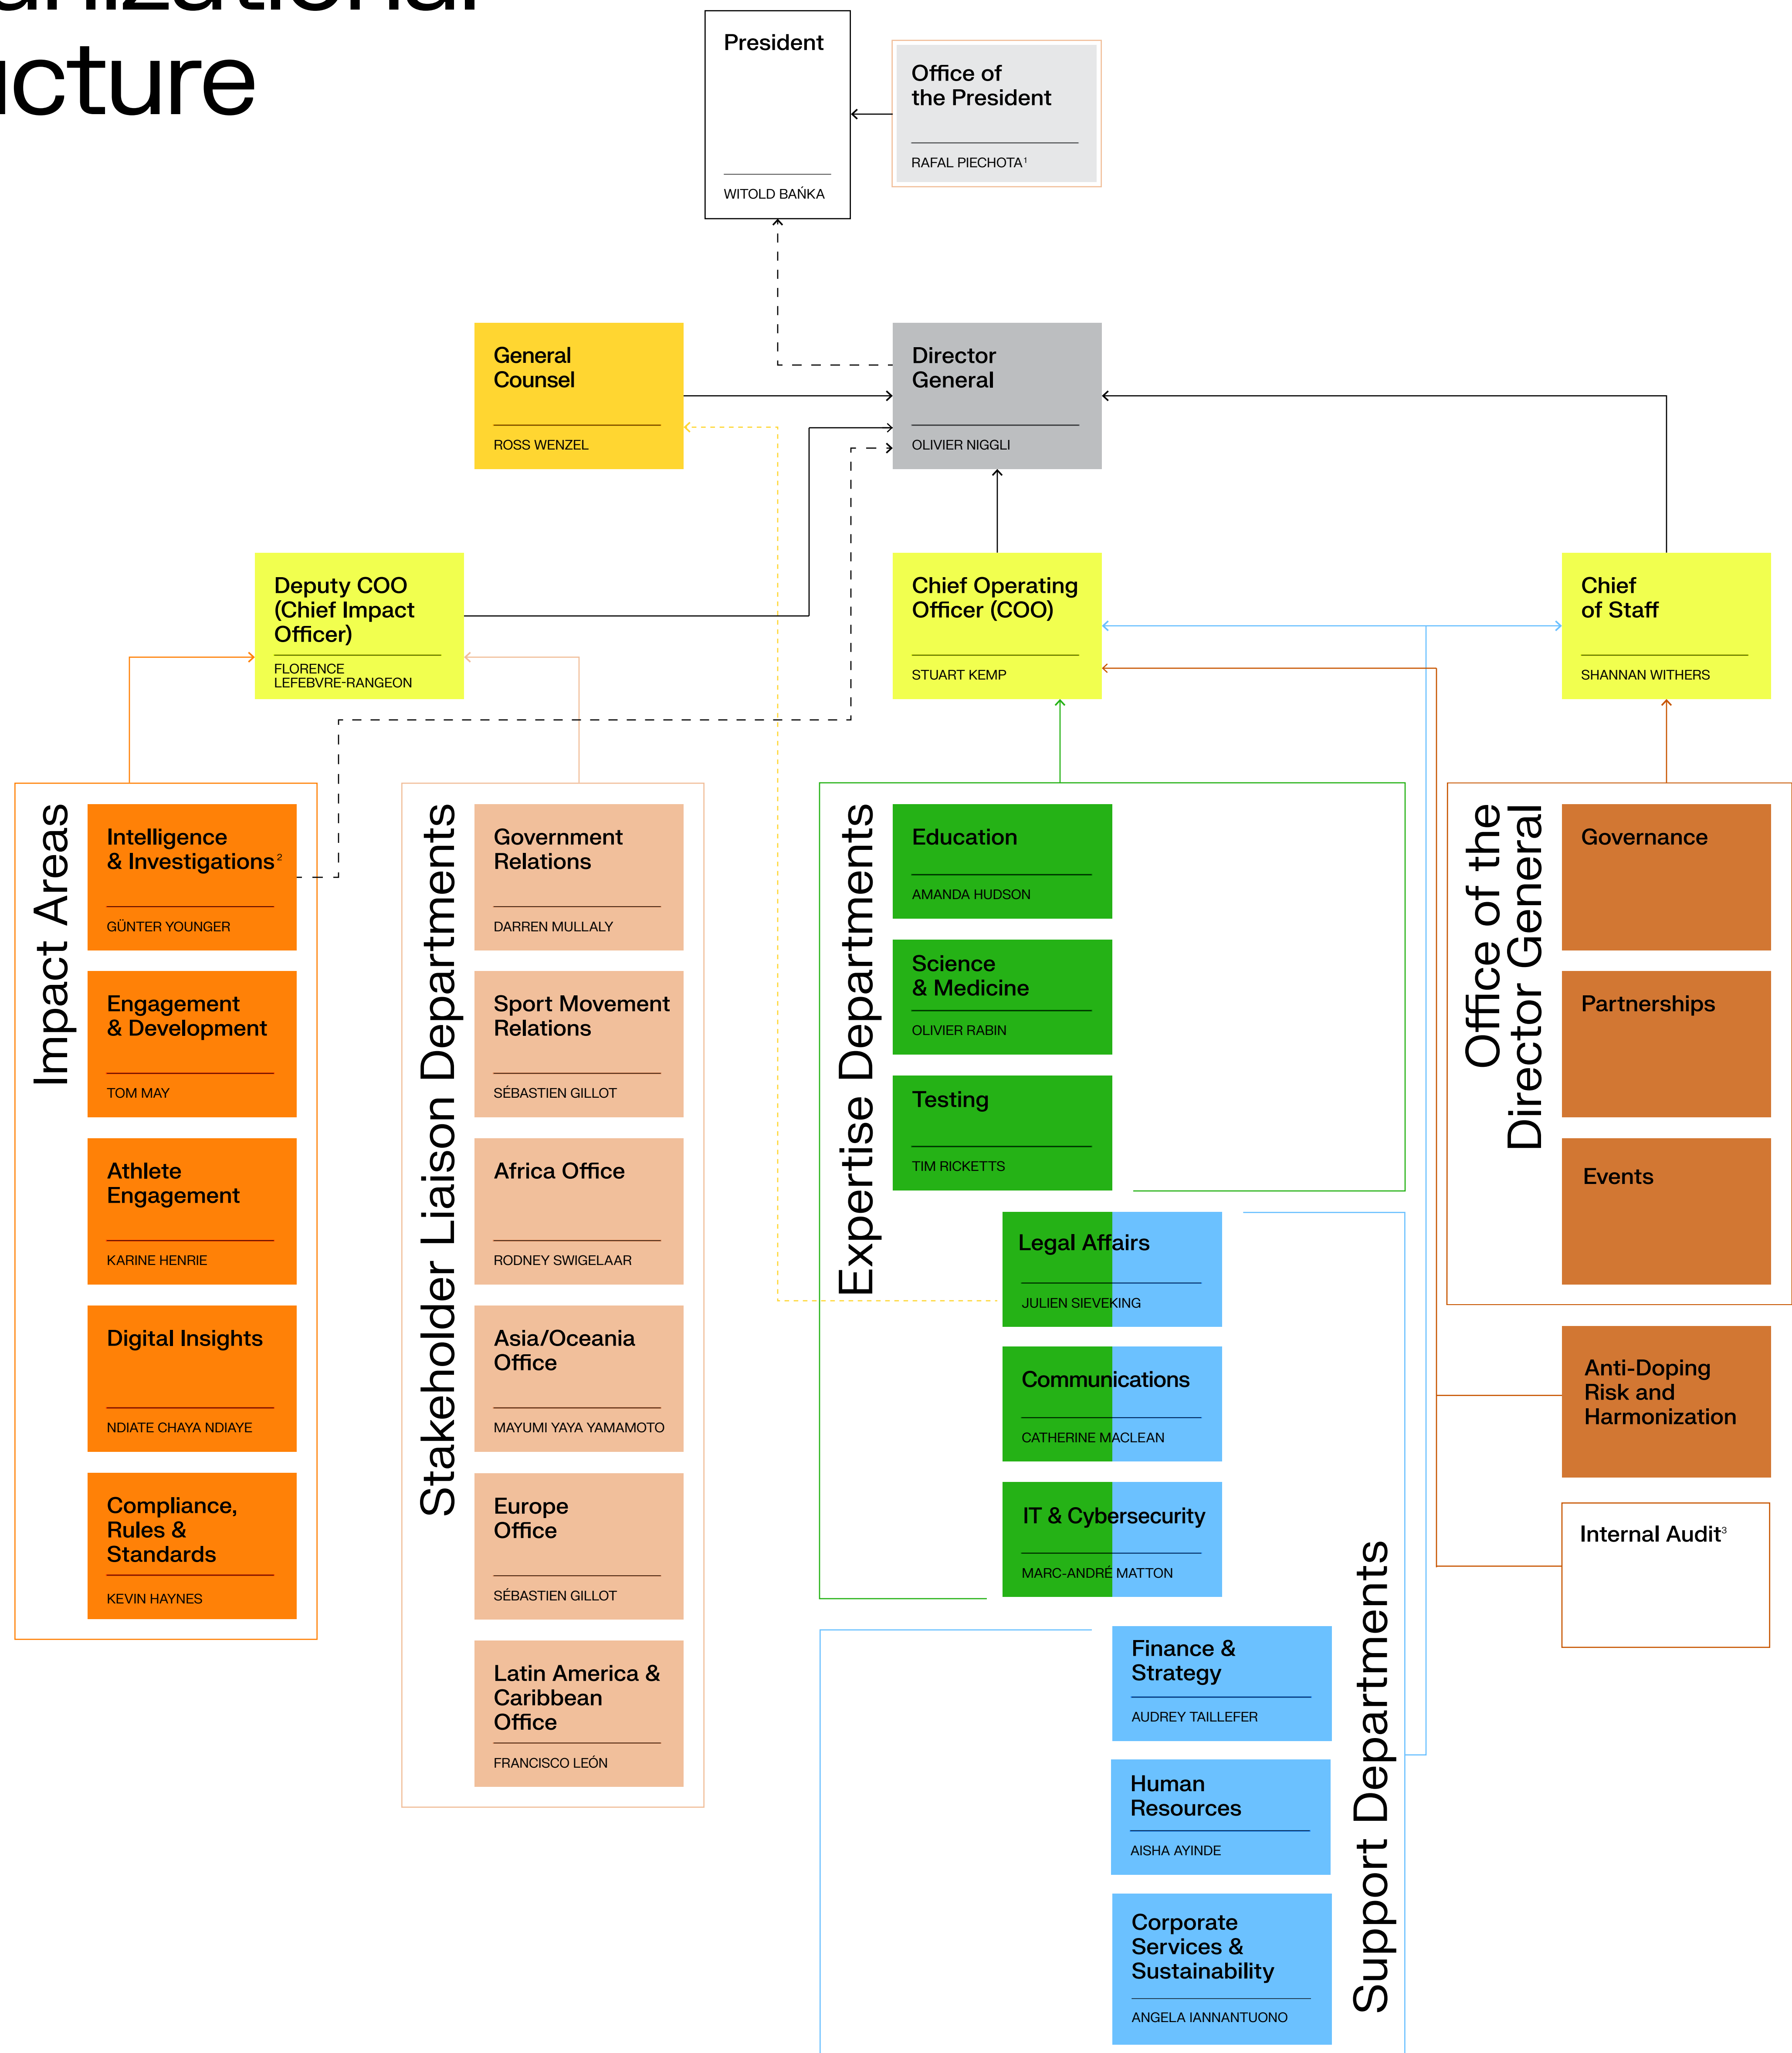 ucture
President
WITOLD BAŃKA
Office of
the President
RAFAL PIECHOTA¹
General
Counsel
ROSS WENZEL
Director
General
OLIVIER NIGGLI
Deputy COO
(Chief Impact
Officer)
FLORENCE
LEFEBVRE-RANGEON
Chief Operating
Officer (COO)
STUART KEMP
Chief
of Staff
SHANNAN WITHERS
Impact Areas
Intelligence
& Investigations²
GÜNTER YOUNGER
Engagement
& Development
TOM MAY
Athlete
Engagement
KARINE HENRIE
Digital Insights
NDIATE CHAYA NDIAYE
Compliance,
Rules &
Standards
KEVIN HAYNES
Stakeholder Liaison Departments
Government
Relations
DARREN MULLALY
Sport Movement
Relations
SÉBASTIEN GILLOT
Africa Office
RODNEY SWIGELAAR
Asia/Oceania
Office
MAYUMI YAYA YAMAMOTO
Europe
Office
SÉBASTIEN GILLOT
Latin America &
Caribbean
Office
FRANCISCO LEÓN
Expertise Departments
Education
AMANDA HUDSON
Science
& Medicine
OLIVIER RABIN
Testing
TIM RICKETTS
Legal Affairs
JULIEN SIEVEKING
Communications
CATHERINE MACLEAN
IT & Cybersecurity
MARC-ANDRÉ MATTON
Support Departments
Finance &
Strategy
AUDREY TAILLEFER
Human
Resources
AISHA AYINDE
Corporate
Services &
Sustainability
ANGELA IANNANTUONO
Office of the
Director General
Governance
Partnerships
Events
Anti-Doping
Risk and
Harmonization
Internal Audit³